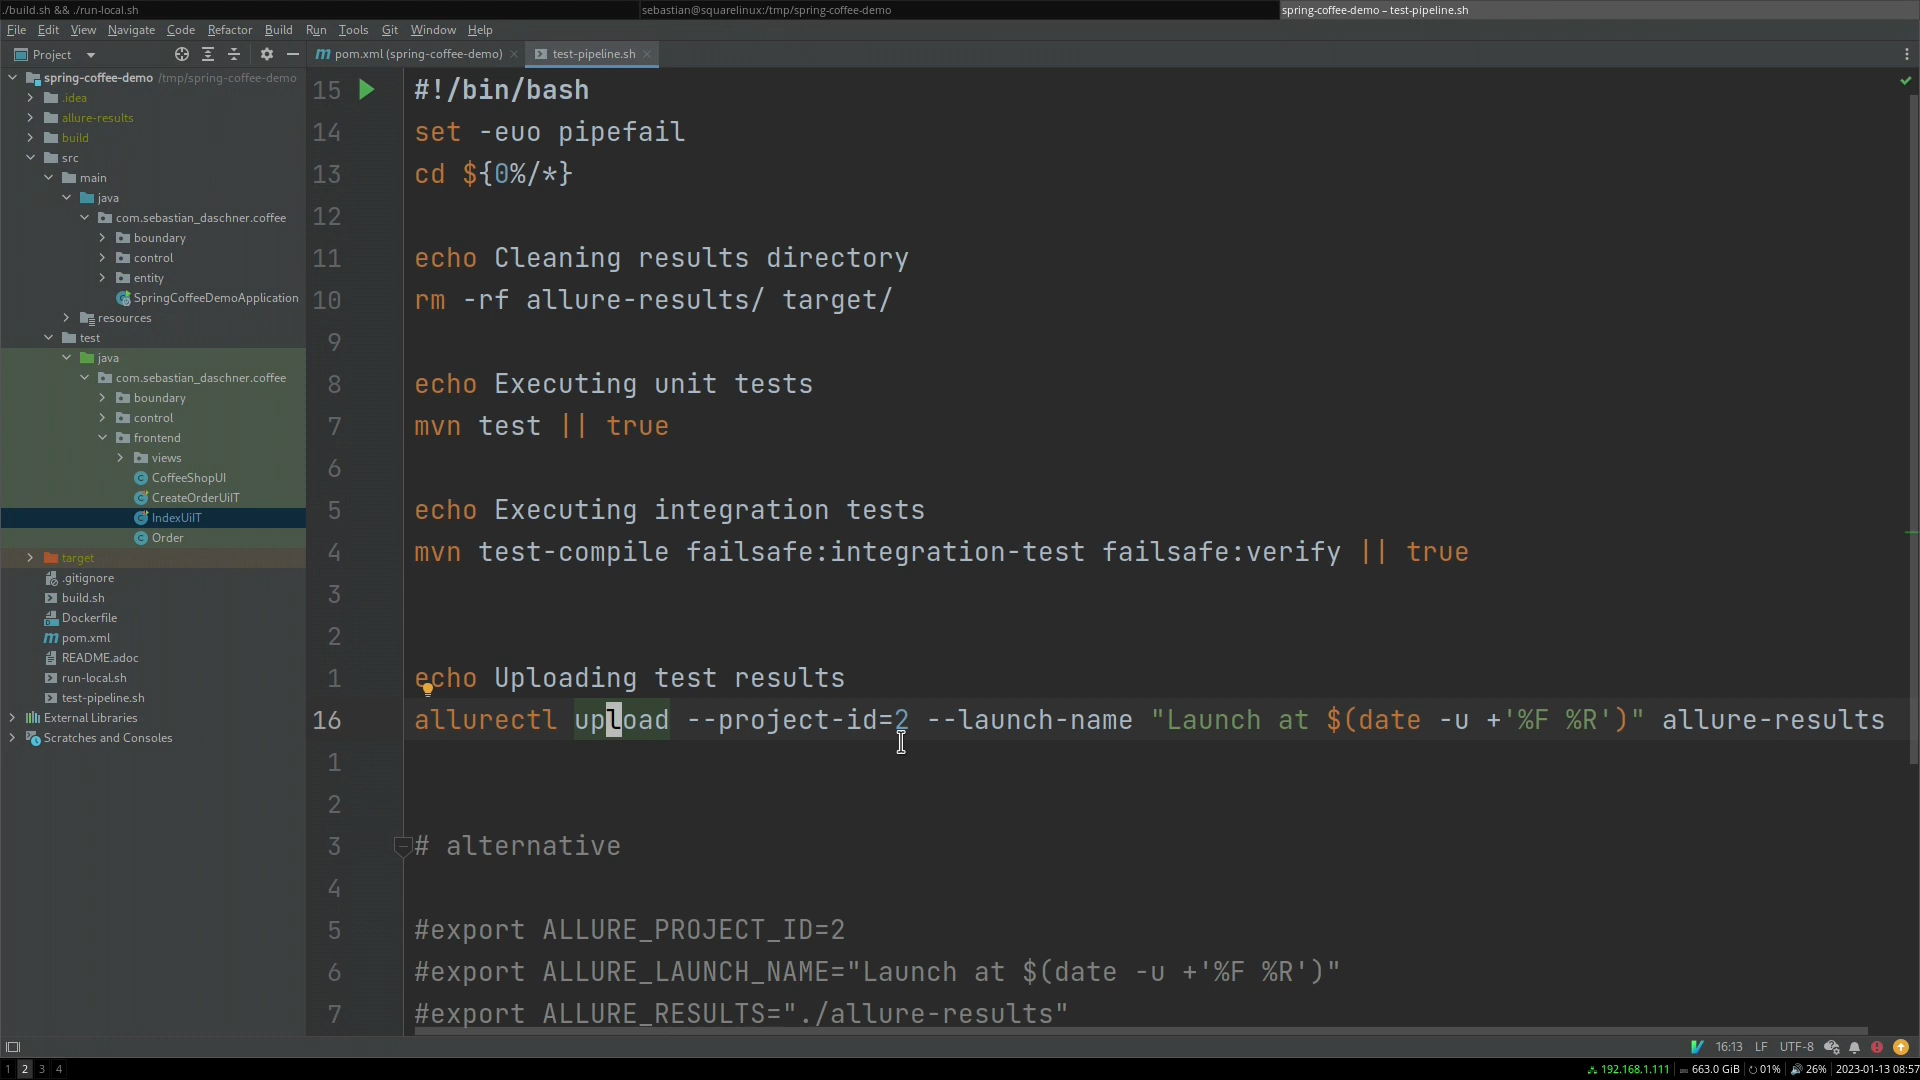 ./build.sh && ./run-local.sh
sebastian@squarelinux:/tmp/spring-coffee-demo
spring-coffee-demo – test-pipeline.sh
File Edit View Navigate Code Refactor Build Run Tools Git Window Help
Project
pom.xml (spring-coffee-demo)
test-pipeline.sh
spring-coffee-demo /tmp/spring-coffee-demo
.idea
allure-results
build
src
main
java
com.sebastian_daschner.coffee
boundary
control
entity
SpringCoffeeDemoApplication
resources
test
java
com.sebastian_daschner.coffee
boundary
control
frontend
views
CoffeeShopUI
CreateOrderUiIT
IndexUiIT
Order
target
.gitignore
build.sh
Dockerfile
pom.xml
README.adoc
run-local.sh
test-pipeline.sh
External Libraries
Scratches and Consoles
15 #!/bin/bash
14 set -euo pipefail
13 cd ${0%/*}
12
11 echo Cleaning results directory
10 rm -rf allure-results/ target/
9
8 echo Executing unit tests
7 mvn test || true
6
5 echo Executing integration tests
4 mvn test-compile failsafe:integration-test failsafe:verify || true
3
2
1 echo Uploading test results
16 allurectl upload --project-id=2 --launch-name "Launch at $(date -u +'%F %R')" allure-results
1
2
3 # alternative
4
5 #export ALLURE_PROJECT_ID=2
6 #export ALLURE_LAUNCH_NAME="Launch at $(date -u +'%F %R')"
7 #export ALLURE_RESULTS="./allure-results"
16:13 LF UTF-8
1 2 3 4
192.168.1.111 663.0 GiB 01% 26% 2023-01-13 08:57